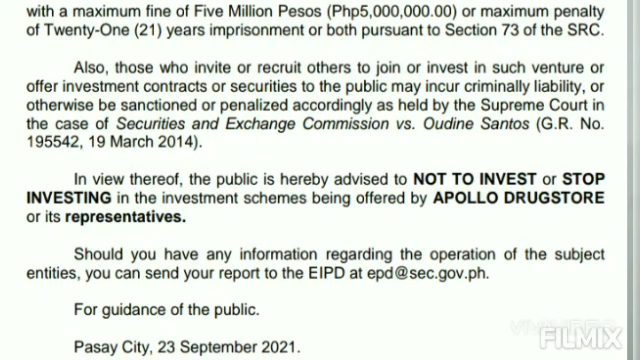 with a maximum fine of Five Million Pesos (Php5,000,000.00) or maximum penalty
of Twenty-One (21) years imprisonment or both pursuant to Section 73 of the SRC.
Also, those who invite or recruit others to join or invest in such venture or
offer investment contracts or securities to the public may incur criminally liability, or
otherwise be sanctioned or penalized accordingly as held by the Supreme Court in
the case of Securities and Exchange Commission vs. Oudine Santos (G.R. No.
195542, 19 March 2014).
In view thereof, the public is hereby advised to NOT TO INVEST or STOP
INVESTING in the investment schemes being offered by APOLLO DRUGSTORE
or its representatives.
Should you have any information regarding the operation of the subject
entities, you can send your report to the EIPD at epd@sec.gov.ph.
For guidance of the public.
Pasay City, 23 September 2021.
FILMIX